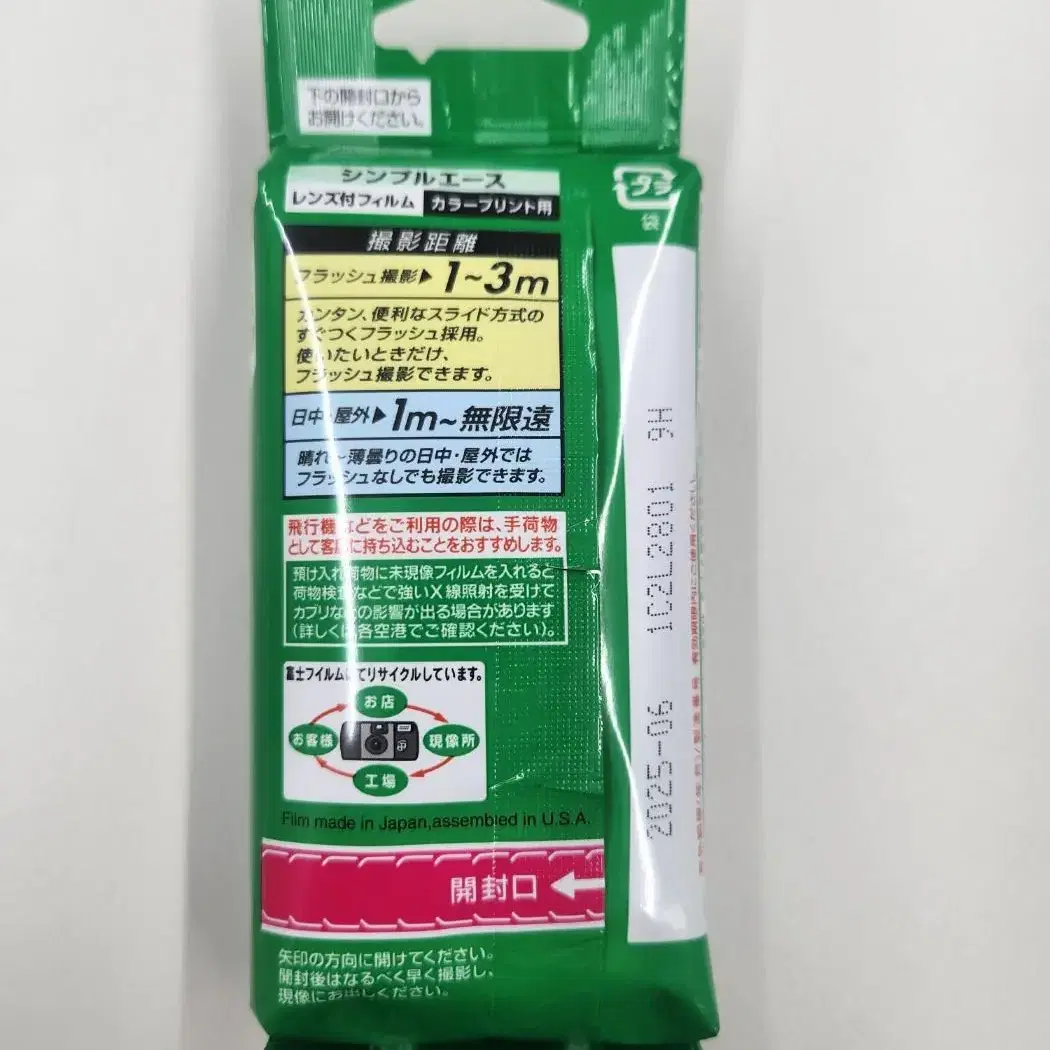 下の開封口から
お開けください。
シンプルエース
レンズ付フィルム カラープリント用
プラ
袋
撮影距離
フラッシュ撮影▶1~3m
カンタン、便利なスライド方式の
すぐつくフラッシュ採用。
使いたいときだけ、
フラッシュ撮影できます。
日中・屋外▶1m~無限遠
晴れ~薄曇りの日中・屋外では
フラッシュなしでも撮影できます。
飛行機などをご利用の際は、手荷物
として客席に持ち込むことをおすすめします。
預け入れ荷物に未現像フィルムを入れると
荷物検査などで強いX線照射を受けて
カブリなどの影響が出る場合があります
(詳しくは各空港でご確認ください)。
富士フイルムにてリサイクルしています。
お店
お客様
現像所
工場
Film made in Japan,assembled in U.S.A.
開封口
矢印の方向に開けてください。
開封後はなるべく早く撮影し、
現像にお出しください。
2025-06
H6